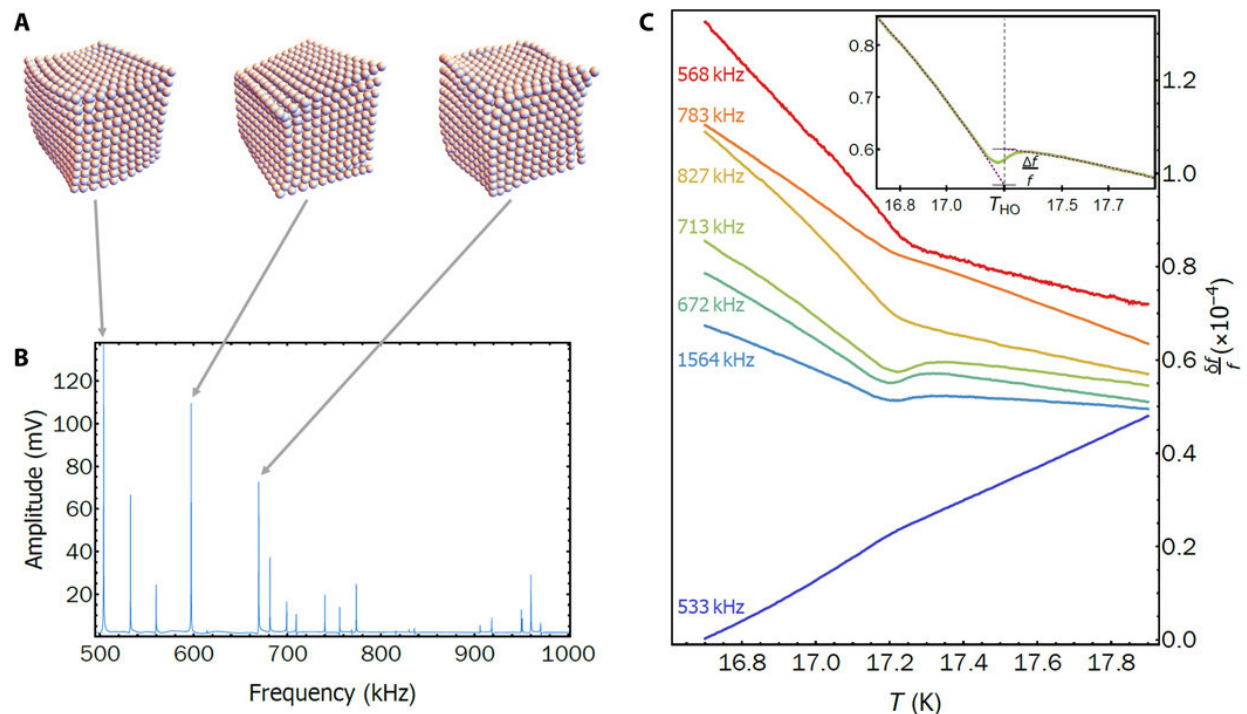 A
B
Amplitude (mV)
120
100
80
60
40
20
500
600
700
800
900
1000
Frequency (kHz)
C
568 kHz
783 kHz
827 kHz
713 kHz
672 kHz
1564 kHz
533 kHz
0.8
0.7
0.6
Δf
f
16.8
17.0
T_HO
17.5
17.7
1.2
1.0
0.8
0.6
0.4
0.2
0.0
δf/f (×10⁻⁴)
16.8
17.0
17.2
17.4
17.6
17.8
T (K)